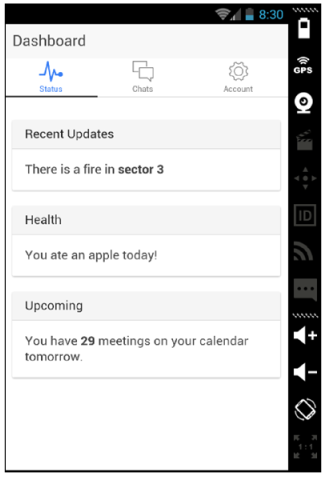 8:30
Dashboard
Status
Chats
Account
Recent Updates
There is a fire in sector 3
Health
You ate an apple today!
Upcoming
You have 29 meetings on your calendar
tomorrow.
GPS
ID
+
-
1:1